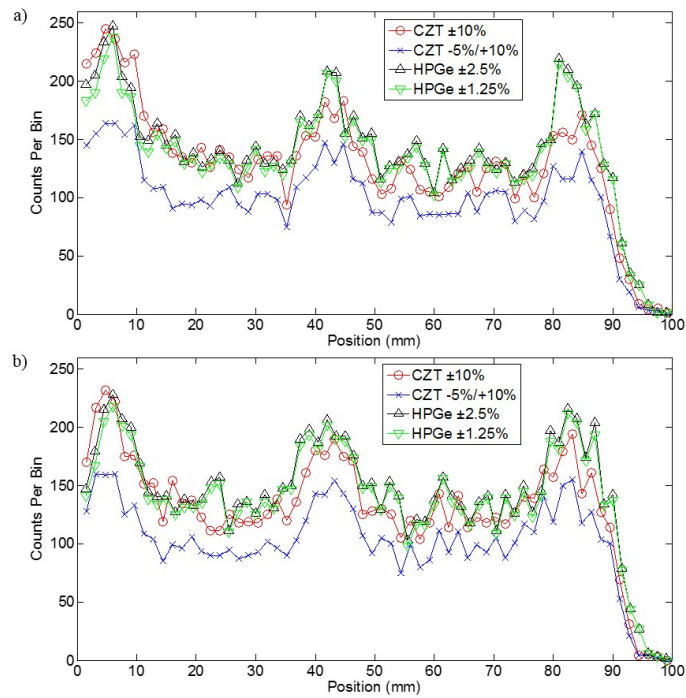 a)
250
200
150
100
50
0
Counts Per Bin
CZT ±10%
CZT -5%/+10%
HPGe ±2.5%
HPGe ±1.25%
0 10 20 30 40 50 60 70 80 90 100
Position (mm)
b)
250
200
150
100
50
0
Counts Per Bin
CZT ±10%
CZT -5%/+10%
HPGe ±2.5%
HPGe ±1.25%
0 10 20 30 40 50 60 70 80 90 100
Position (mm)